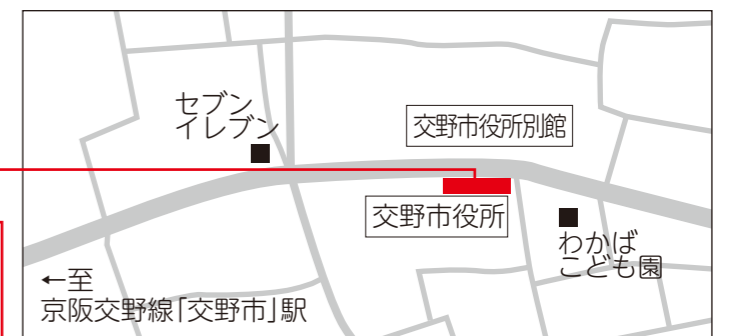 セブン
イレブン
交野市役所別館
交野市役所
わかば
こども園
←至
京阪交野線「交野市」駅